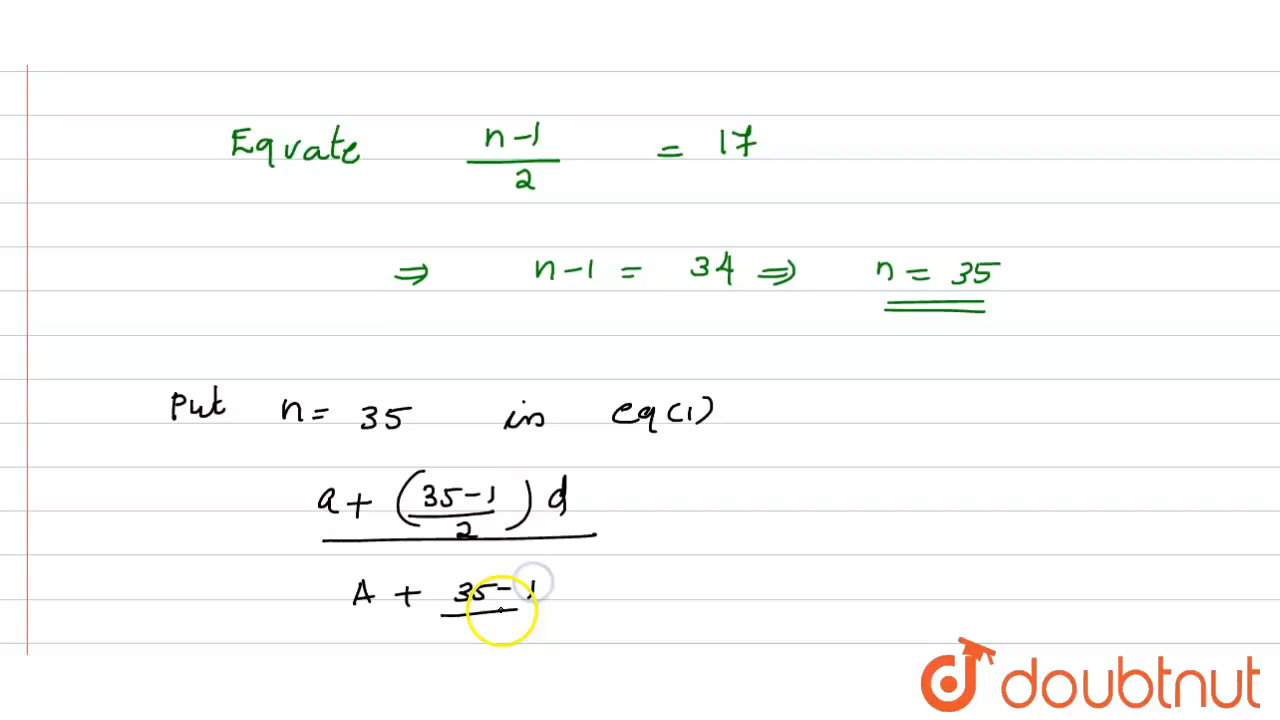 Equate n-1 = 17
2
⇒ n-1 = 34 ⇒ n = 35
Put n = 35 in eq(1)
a + (35-1) d
2
A + 35-1
doubtnut